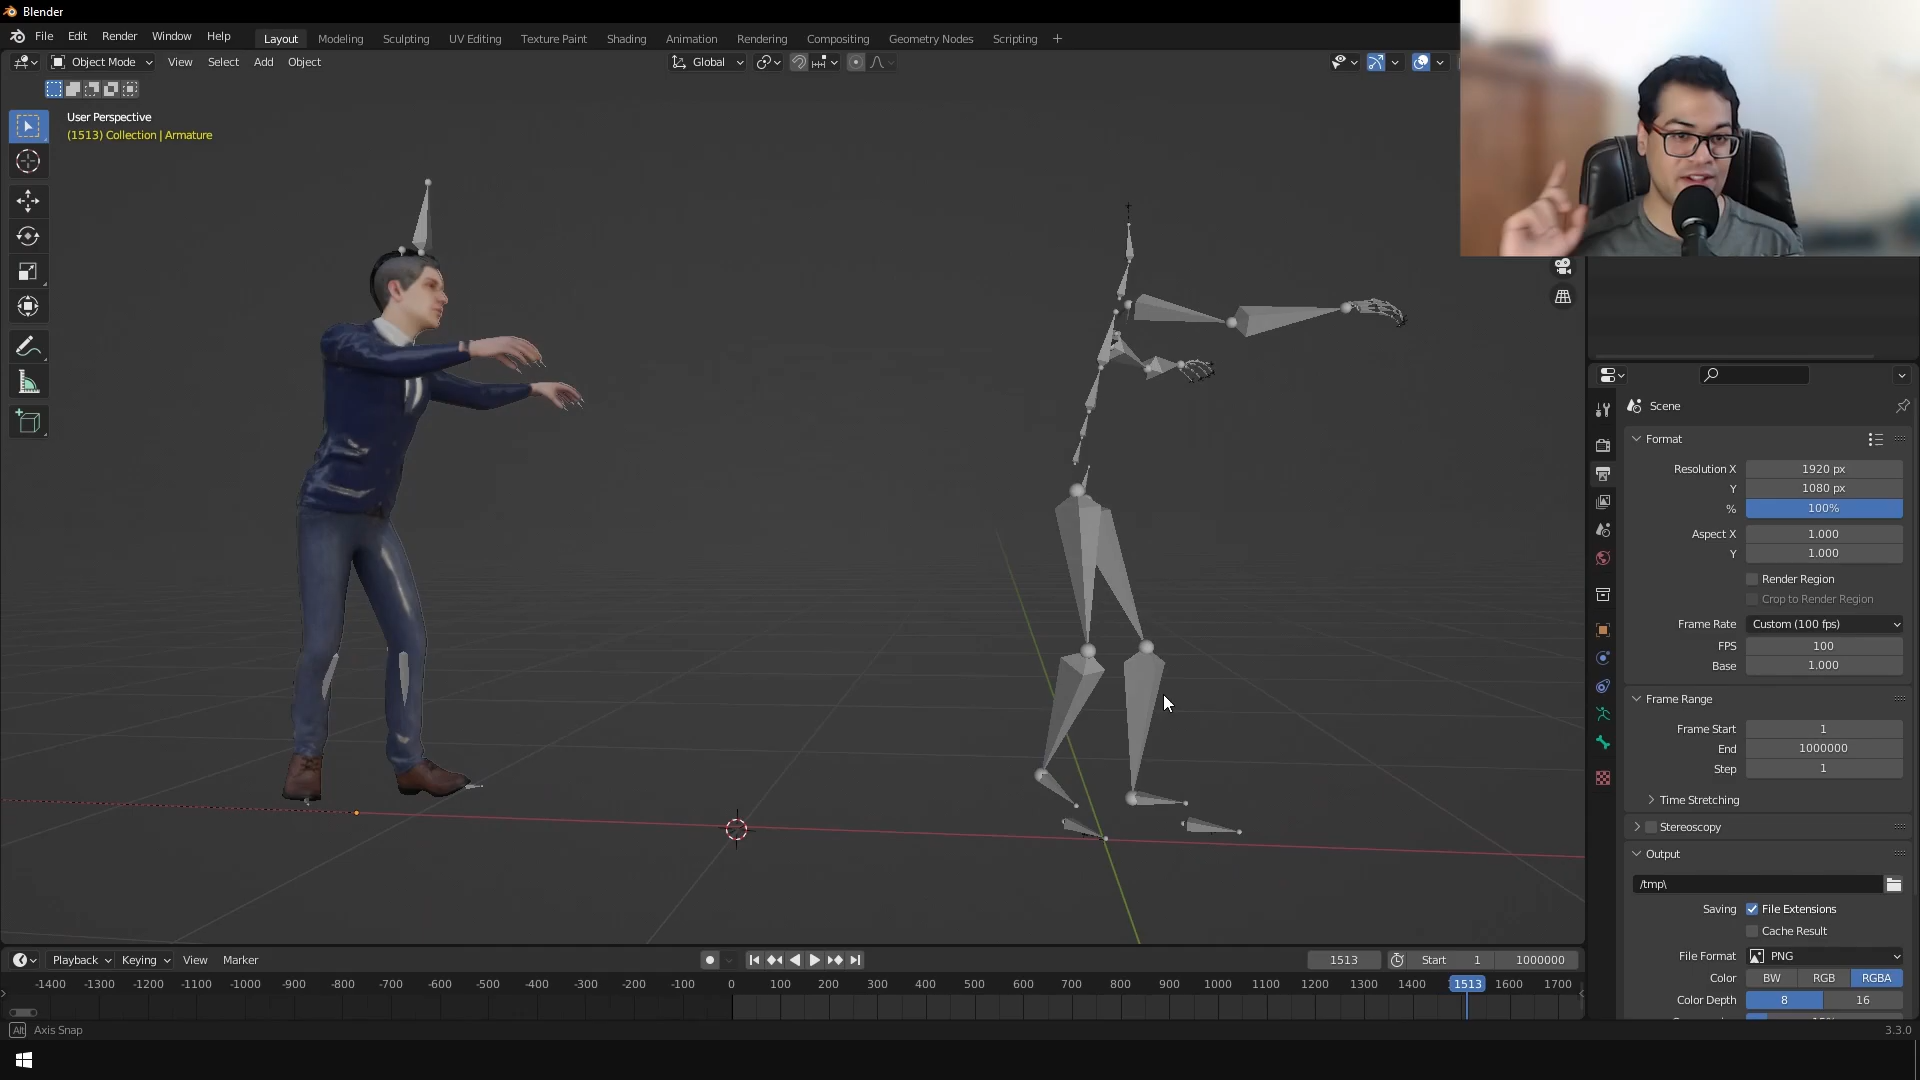 Blender
File Edit Render Window Help Layout Modeling Sculpting UV Editing Texture Paint Shading Animation Rendering Compositing Geometry Nodes Scripting +
Object Mode View Select Add Object Global
User Perspective
(1513) Collection | Armature
Scene
Format
Resolution X 1920 px
Y 1080 px
% 100%
Aspect X 1.000
Y 1.000
Render Region
Crop to Render Region
Frame Rate Custom (100 fps)
FPS 100
Base 1.000
Frame Range
Frame Start 1
End 1000000
Step 1
Time Stretching
Stereoscopy
Output
/tmp\
Saving File Extensions
Cache Result
File Format PNG
Color BW RGB RGBA
Color Depth 8 16
Playback Keying View Marker 1513 Start 1 1000000
-1400 -1300 -1200 -1100 -1000 -900 -800 -700 -600 -500 -400 -300 -200 -100 0 100 200 300 400 500 600 700 800 900 1000 1100 1200 1300 1400 1513 1600 1700
Alt Axis Snap
3.3.0